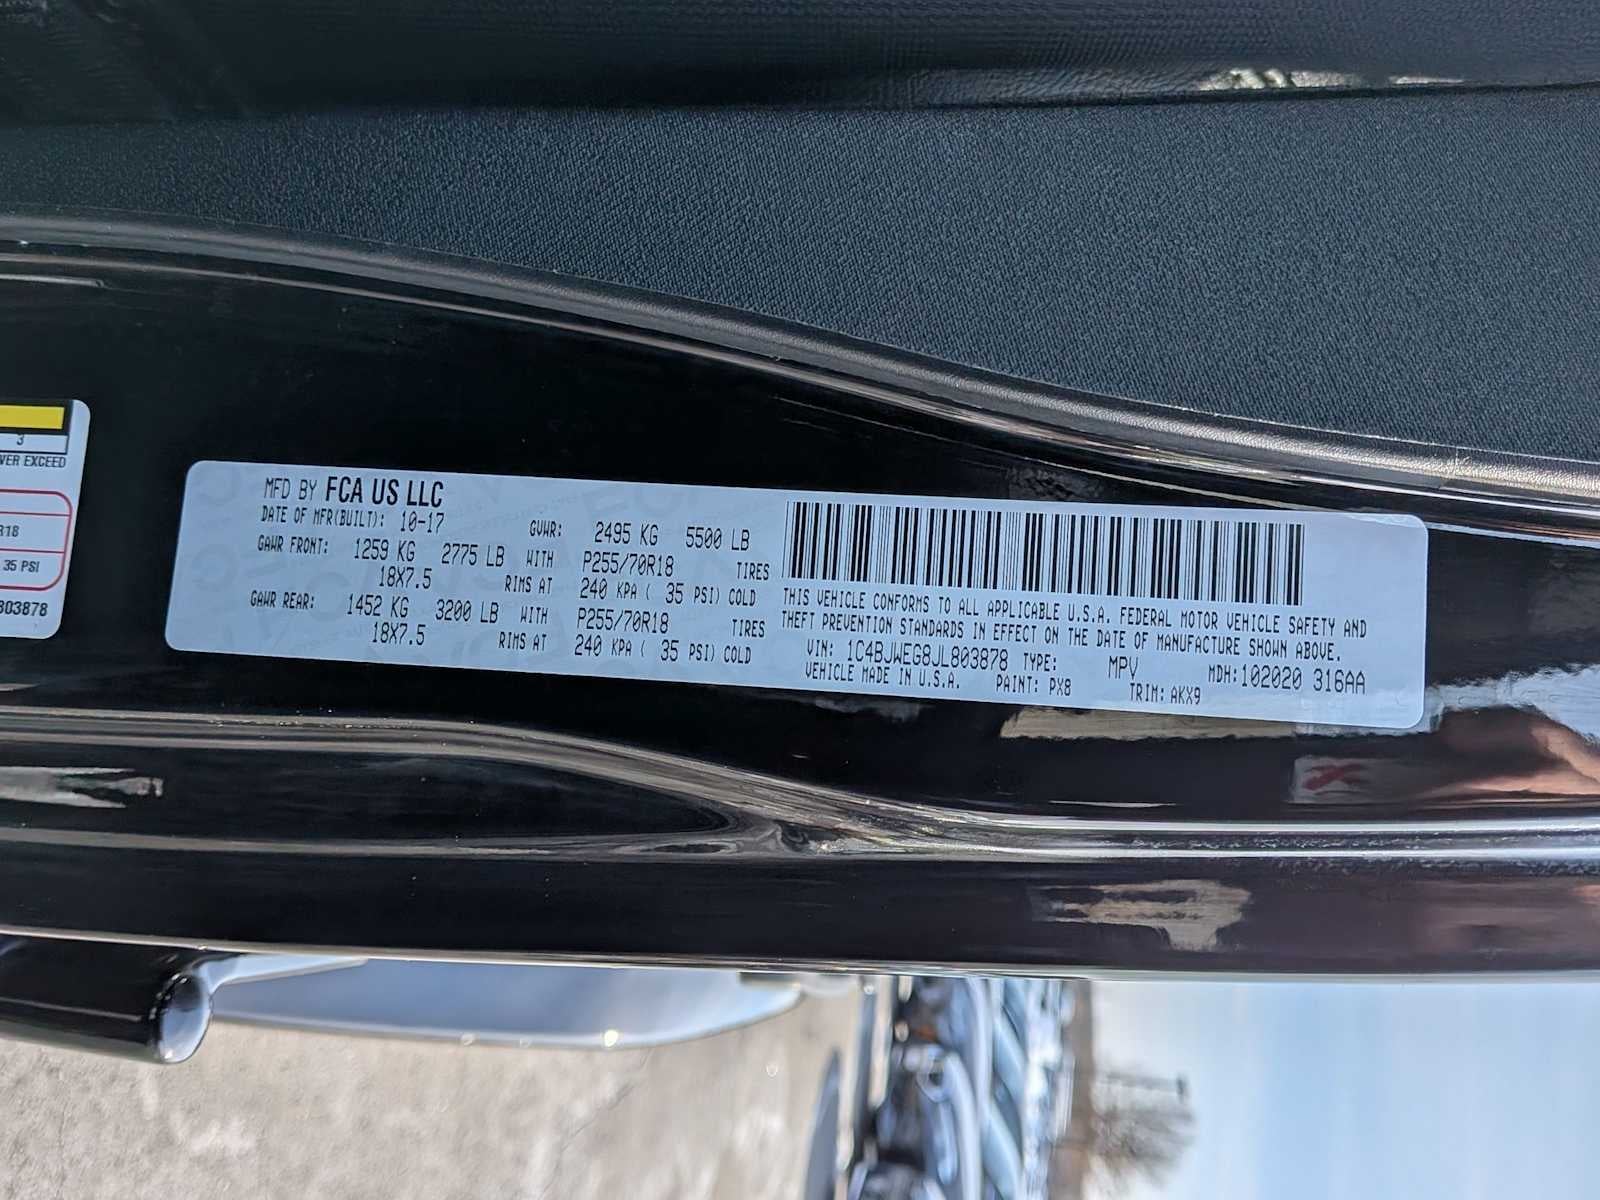 3
VER EXCEED
R18
35 PSI
803878
MFD BY FCA US LLC
DATE OF MFR(BUILT): 10-17
GVWR: 2495 KG 5500 LB
GAWR FRONT: 1259 KG 2775 LB WITH P255/70R18 TIRES
18X7.5 RIMS AT 240 KPA ( 35 PSI) COLD
GAWR REAR: 1452 KG 3200 LB WITH P255/70R18 TIRES
18X7.5 RIMS AT 240 KPA ( 35 PSI) COLD
THIS VEHICLE CONFORMS TO ALL APPLICABLE U.S.A. FEDERAL MOTOR VEHICLE SAFETY AND
THEFT PREVENTION STANDARDS IN EFFECT ON THE DATE OF MANUFACTURE SHOWN ABOVE.
VIN: 1C4BJWEG8JL803878 TYPE: MPV MDH:102020 316AA
VEHICLE MADE IN U.S.A. PAINT: PX8 TRIM: AKX9